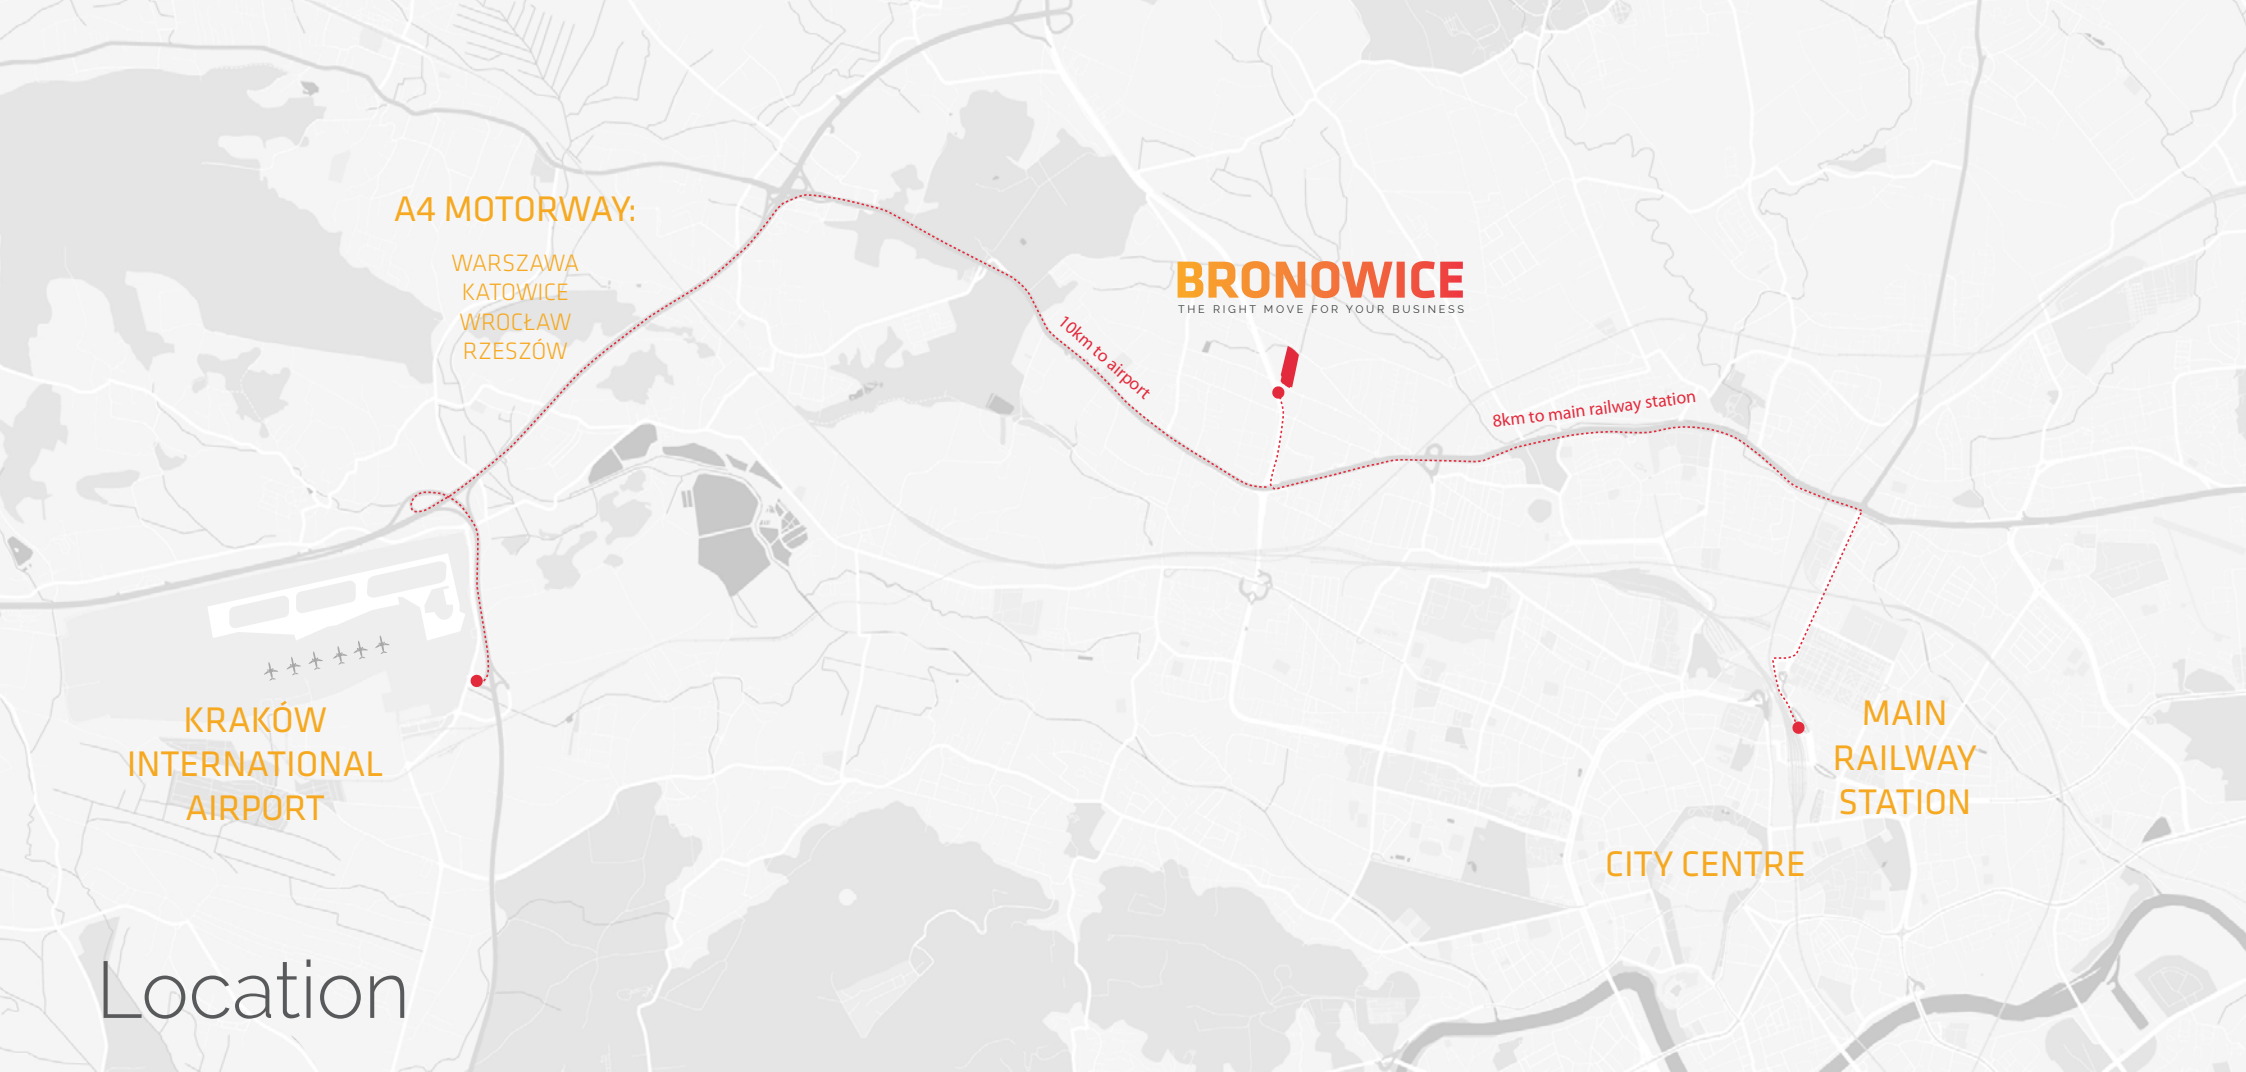 A4 MOTORWAY:
WARSZAWA
KATOWICE
WROCŁAW
RZESZÓW
BRONOWICE
THE RIGHT MOVE FOR YOUR BUSINESS
10km to airport
8km to main railway station
KRAKÓW
INTERNATIONAL
AIRPORT
MAIN
RAILWAY
STATION
CITY CENTRE
Location